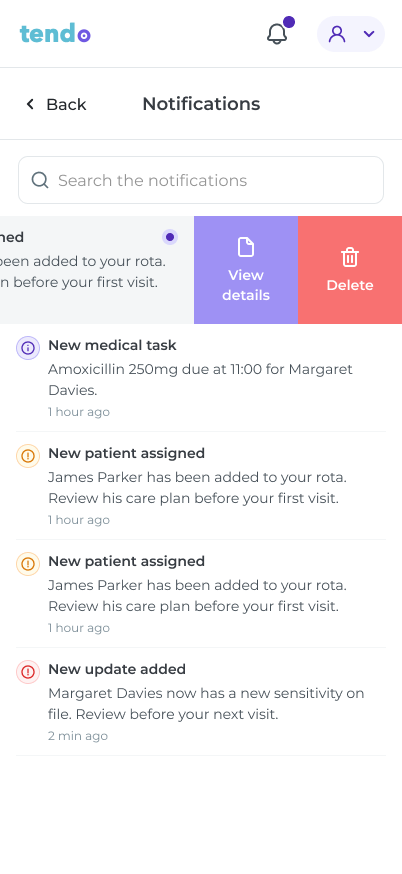 tendo
Back
Notifications
Search the notifications
ned
been added to your rota.
n before your first visit.
View
details
Delete
New medical task
Amoxicillin 250mg due at 11:00 for Margaret
Davies.
1 hour ago
New patient assigned
James Parker has been added to your rota.
Review his care plan before your first visit.
1 hour ago
New patient assigned
James Parker has been added to your rota.
Review his care plan before your first visit.
1 hour ago
New update added
Margaret Davies now has a new sensitivity on
file. Review before your next visit.
2 min ago